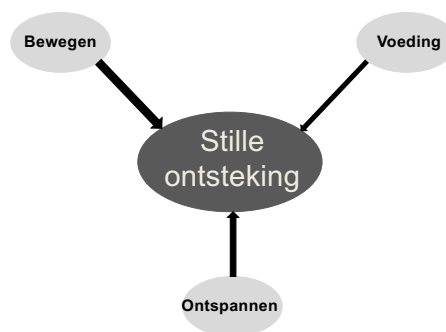 Bewegen
Voeding
Stille
ontsteking
Ontspannen